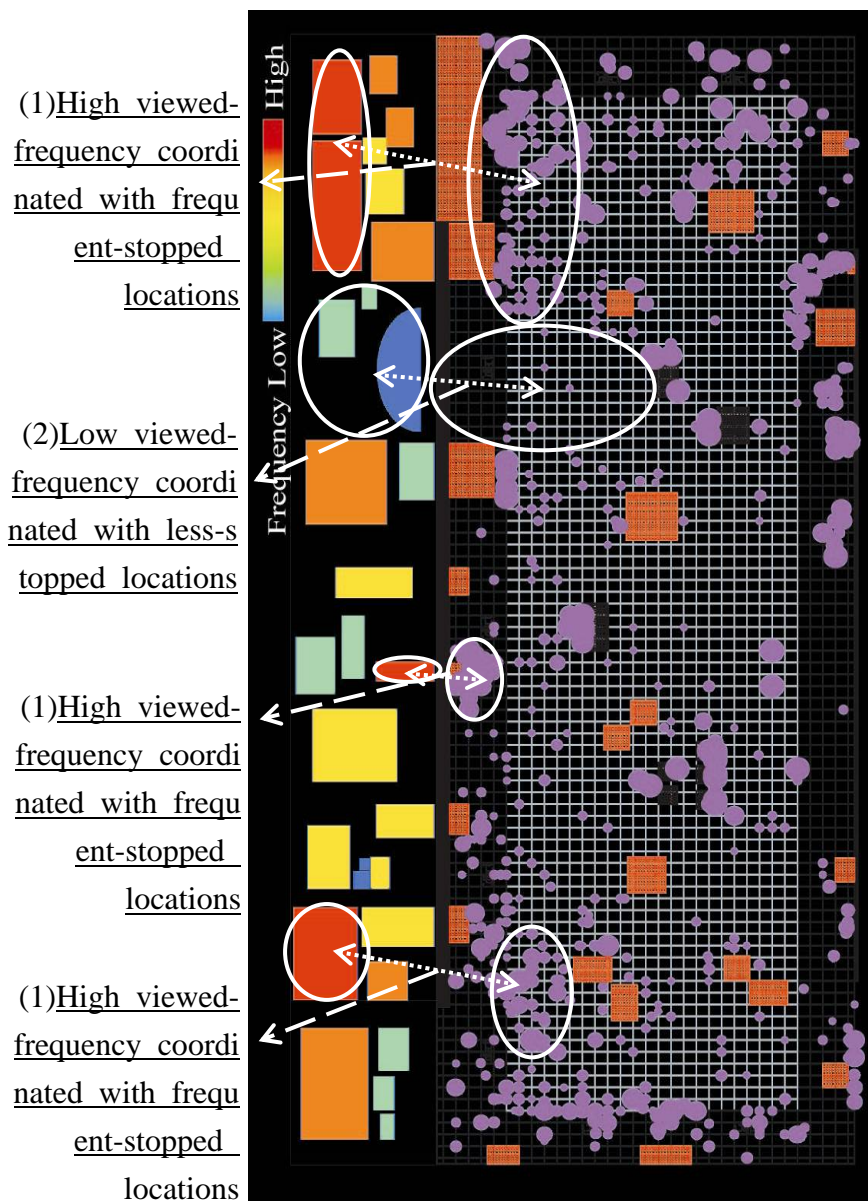 (1)High viewed-
frequency coordi
nated with frequ
ent-stopped
locations
(2)Low viewed-
frequency coordi
nated with less-s
topped locations
(1)High viewed-
frequency coordi
nated with frequ
ent-stopped
locations
(1)High viewed-
frequency coordi
nated with frequ
ent-stopped
locations
Frequency Low
High